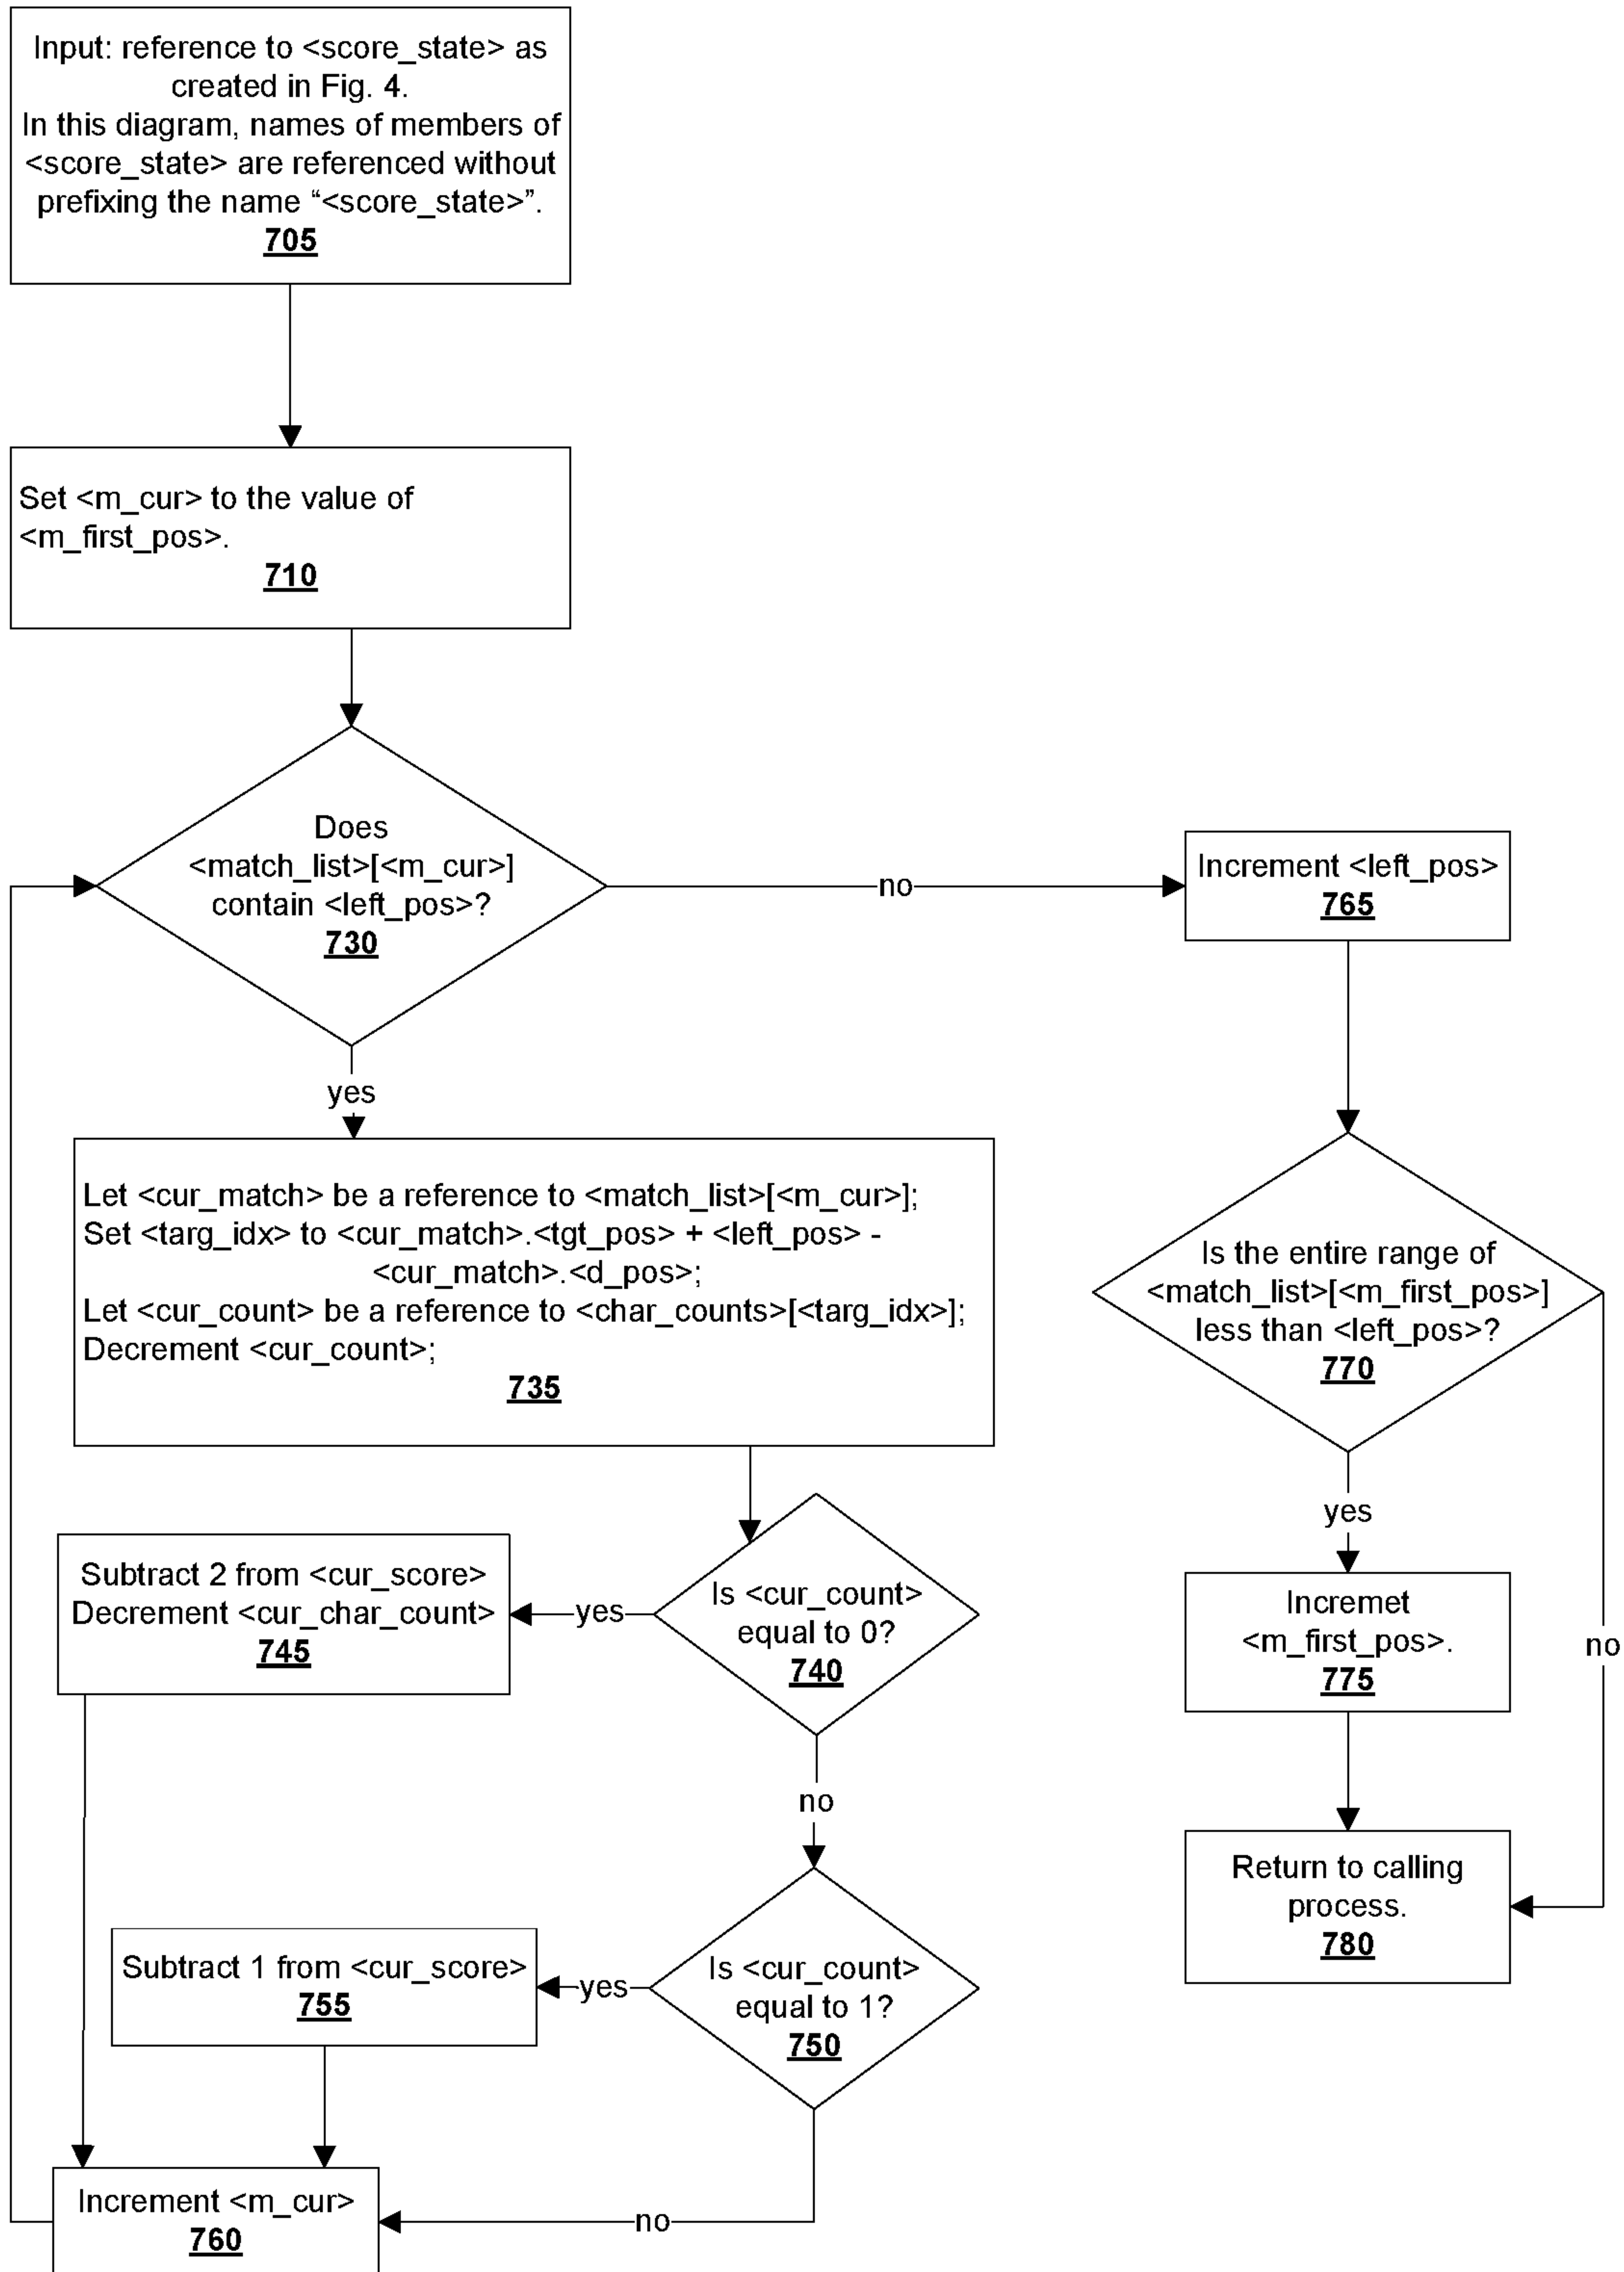 Input: reference to <score_state> as
created in Fig. 4.
In this diagram, names of members of
<score_state> are referenced without
prefixing the name “<score_state>”.
705
Set <m_cur> to the value of
<m_first_pos>.
710
Does
<match_list>[<m_cur>]
contain <left_pos>?
730
no
yes
Let <cur_match> be a reference to <match_list>[<m_cur>];
Set <targ_idx> to <cur_match>.<tgt_pos> + <left_pos> -
<cur_match>.<d_pos>;
Let <cur_count> be a reference to <char_counts>[<targ_idx>];
Decrement <cur_count>;
735
Is <cur_count>
equal to 0?
740
yes
Subtract 2 from <cur_score>
Decrement <cur_char_count>
745
no
Is <cur_count>
equal to 1?
750
yes
Subtract 1 from <cur_score>
755
no
Increment <m_cur>
760
Increment <left_pos>
765
Is the entire range of
<match_list>[<m_first_pos>]
less than <left_pos>?
770
yes
no
Incremet
<m_first_pos>.
775
Return to calling
process.
780